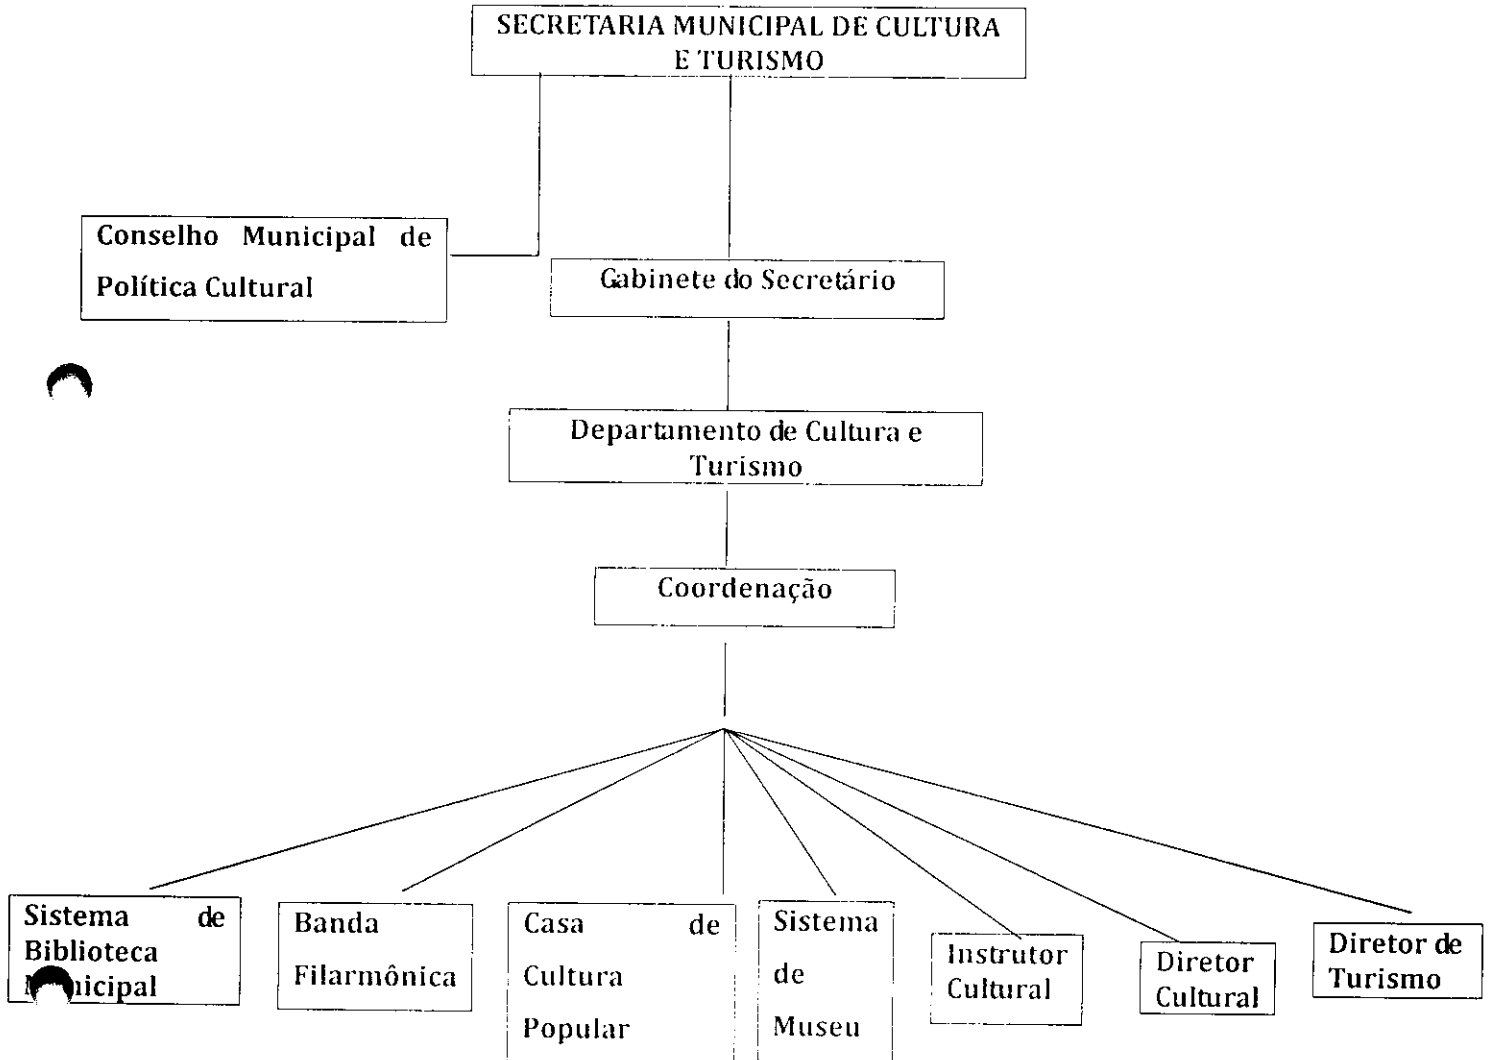 SECRETARIA MUNICIPAL DE CULTURA
E TURISMO
Conselho Municipal de
Política Cultural
Gabinete do Secretário
Departamento de Cultura e
Turismo
Coordenação
Sistema de
Biblioteca
Banda
Filarmônica
Casa de
Cultura
Popular
Sistema
de
Museu
Instrutor
Cultural
Diretor
Cultural
Diretor de
Turismo